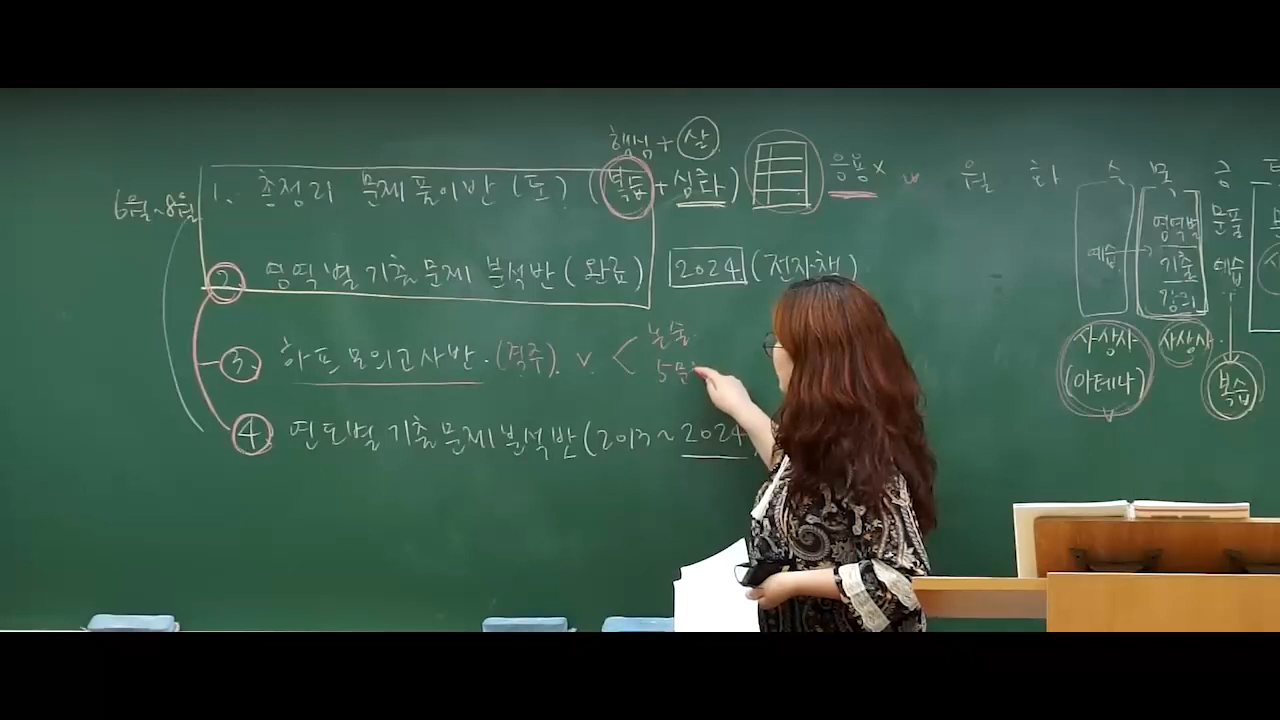 핵심+살
6월~8월 1. 총정리 문제풀이반(토)(복습+심화) 응용×
② 영역별 기출문제 분석반(완료) 2024(전자책)
③ 하프모의고사반.(격주). v < 논술.
5문
④ 연도별 기출문제분석반(2013~2024
월 화 수 목 금
예습 영역별 기출 강의
문풀 예습
사상사 (아테나)
사상사.
복습